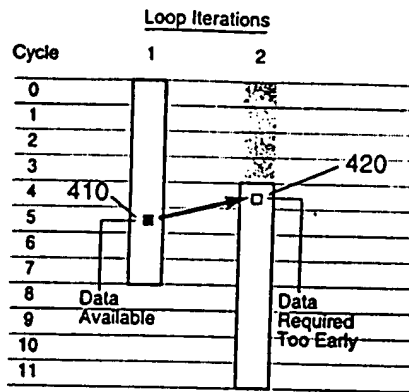 Loop Iterations
Cycle 1 2
0
1
2
3
4
410
420
5
6
7
8
9
10
11
Data
Available
Data
Required
Too Early